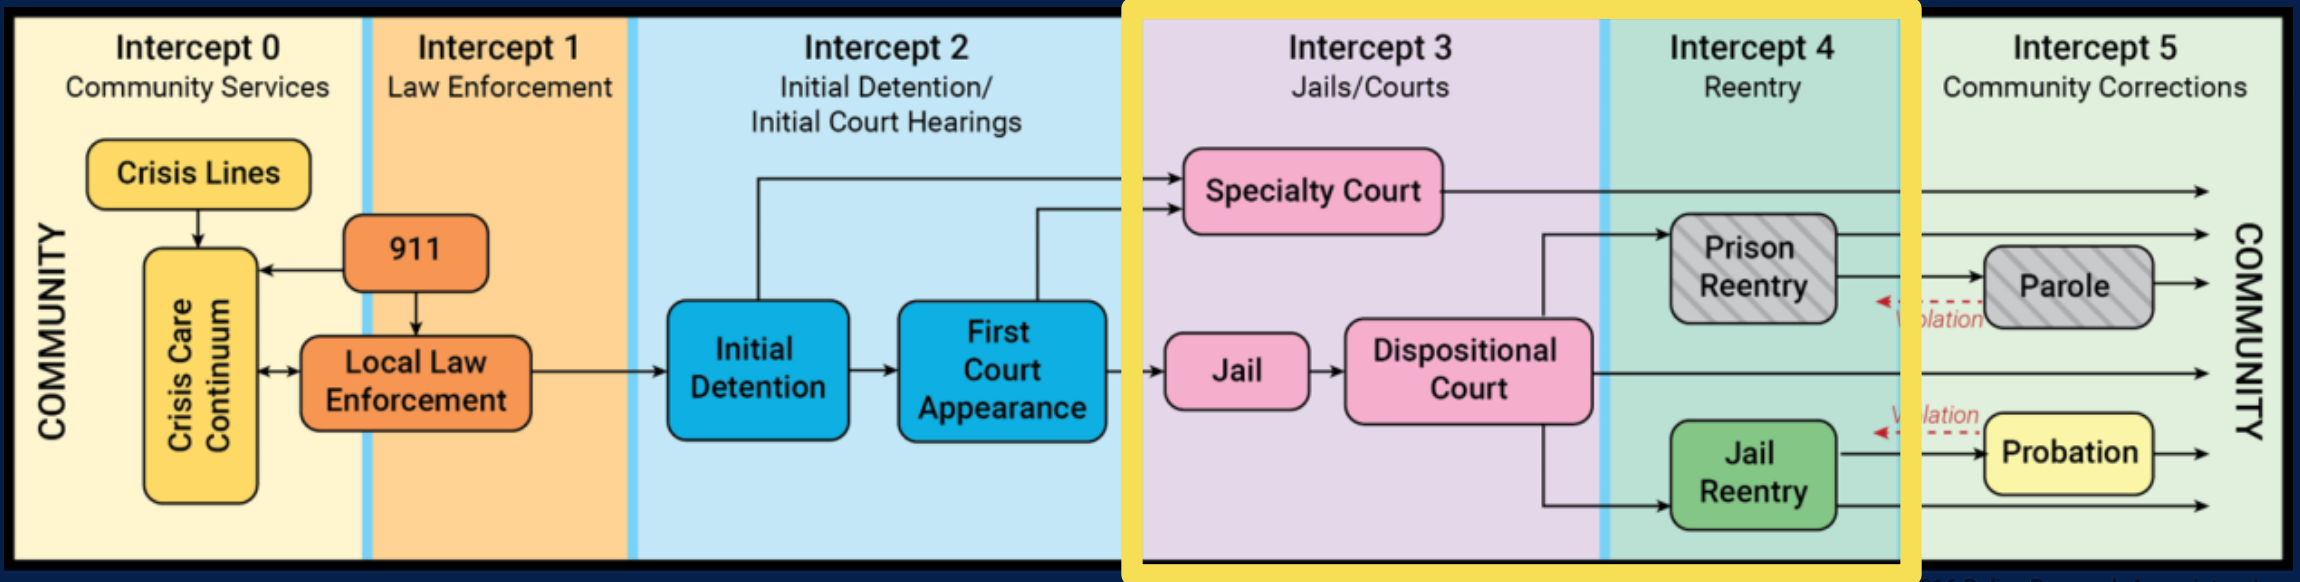 Intercept 0
Community Services
Intercept 1
Law Enforcement
Intercept 2
Initial Detention/
Initial Court Hearings
Intercept 3
Jails/Courts
Intercept 4
Reentry
Intercept 5
Community Corrections
COMMUNITY
Crisis Lines
Crisis Care
Continuum
911
Local Law
Enforcement
Initial
Detention
First
Court
Appearance
Specialty Court
Jail
Dispositional
Court
Prison
Reentry
Jail
Reentry
Parole
Probation
COMMUNITY